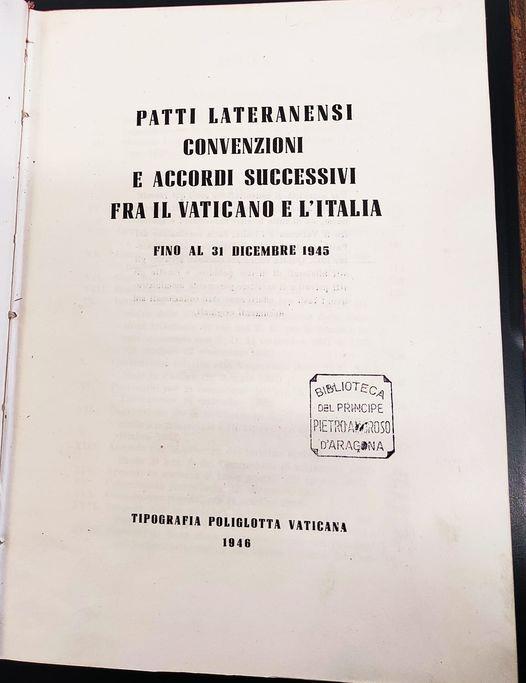 PATTI LATERANENSI
CONVENZIONI
E ACCORDI SUCCESSIVI
FRA IL VATICANO E L'ITALIA
FINO AL 31 DICEMBRE 1945
BIBLIOTECA
DEL PRINCIPE
PIETRO AMOROSO
D'ARAGONA
TIPOGRAFIA POLIGLOTTA VATICANA
1946